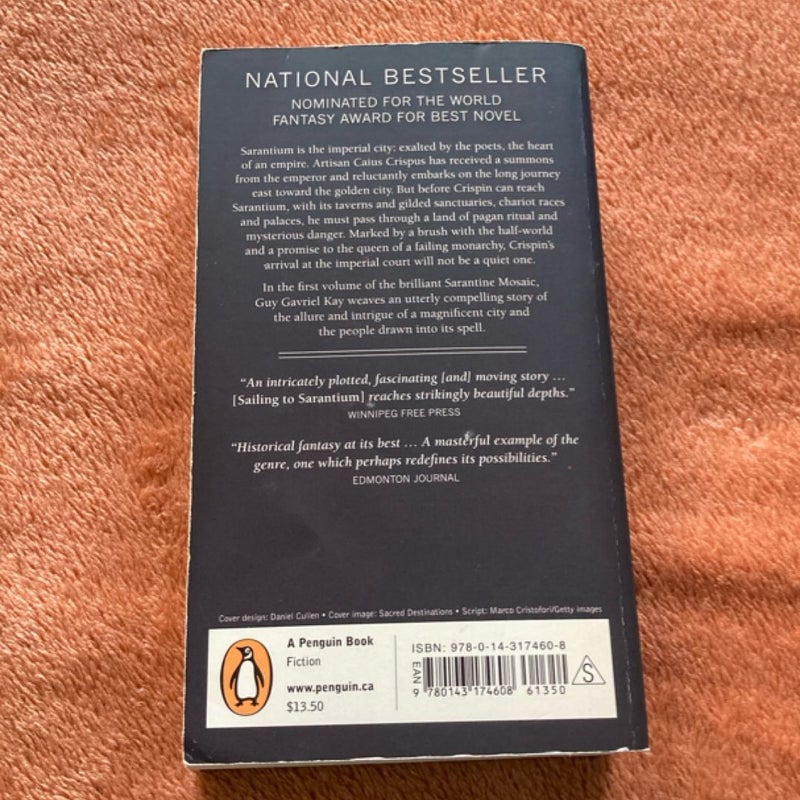 NATIONAL BESTSELLER
NOMINATED FOR THE WORLD
FANTASY AWARD FOR BEST NOVEL
Sarantium is the imperial city: exalted by the poets, the heart
of an empire. Artisan Caius Crispus has received a summons
from the emperor and reluctantly embarks on the long journey
east toward the golden city. But before Crispin can reach
Sarantium, with its taverns and gilded sanctuaries, chariot races
and palaces, he must pass through a land of pagan ritual and
mysterious danger. Marked by a brush with the half-world
and a promise to the queen of a failing monarchy, Crispin's
arrival at the imperial court will not be a quiet one.
In the first volume of the brilliant Sarantine Mosaic,
Guy Gavriel Kay weaves an utterly compelling story of
the allure and intrigue of a magnificent city and
the people drawn into its spell.
“An intricately plotted, fascinating [and] moving story ...
[Sailing to Sarantium] reaches strikingly beautiful depths.”
WINNIPEG FREE PRESS
“Historical fantasy at its best ... A masterful example of the
genre, one which perhaps redefines its possibilities.”
EDMONTON JOURNAL
Cover design: Daniel Cullen • Cover image: Sacred Destinations • Script: Marco Cristofori/Getty images
A Penguin Book
Fiction
www.penguin.ca
$13.50
ISBN: 978-0-14-317460-8
EAN
9 780143 174608 61350
S